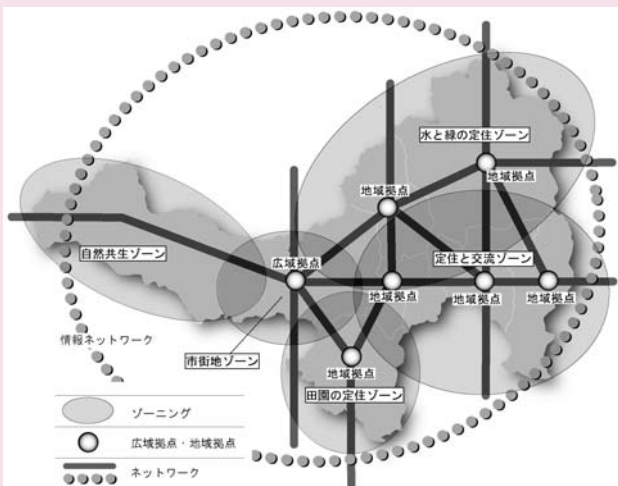 水と緑の定住ゾーン
地域拠点
地域拠点
自然共生ゾーン
広域拠点
定住と交流ゾーン
地域拠点
地域拠点
地域拠点
情報ネットワーク
市街地ゾーン
地域拠点
田園の定住ゾーン
ゾーニング
広域拠点・地域拠点
ネットワーク